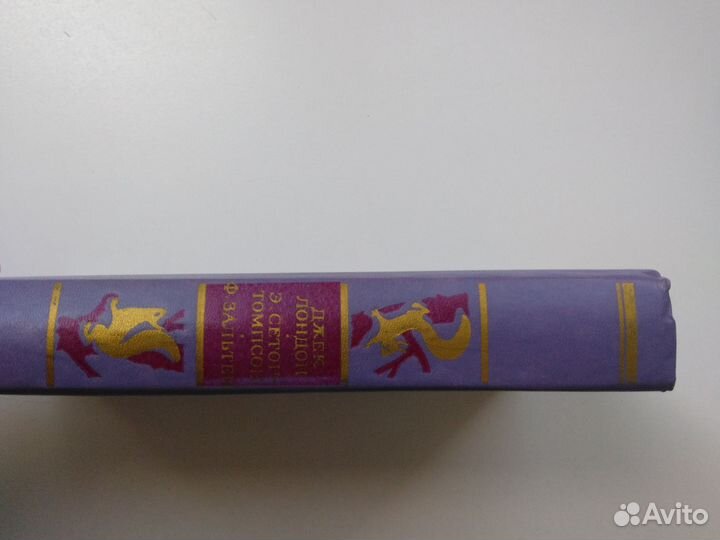 ДЖЕК
ЛОНДОН
Э. СЕТОН
ТОМПСОН
Ф. ЗАЛЬТЕН
Avito